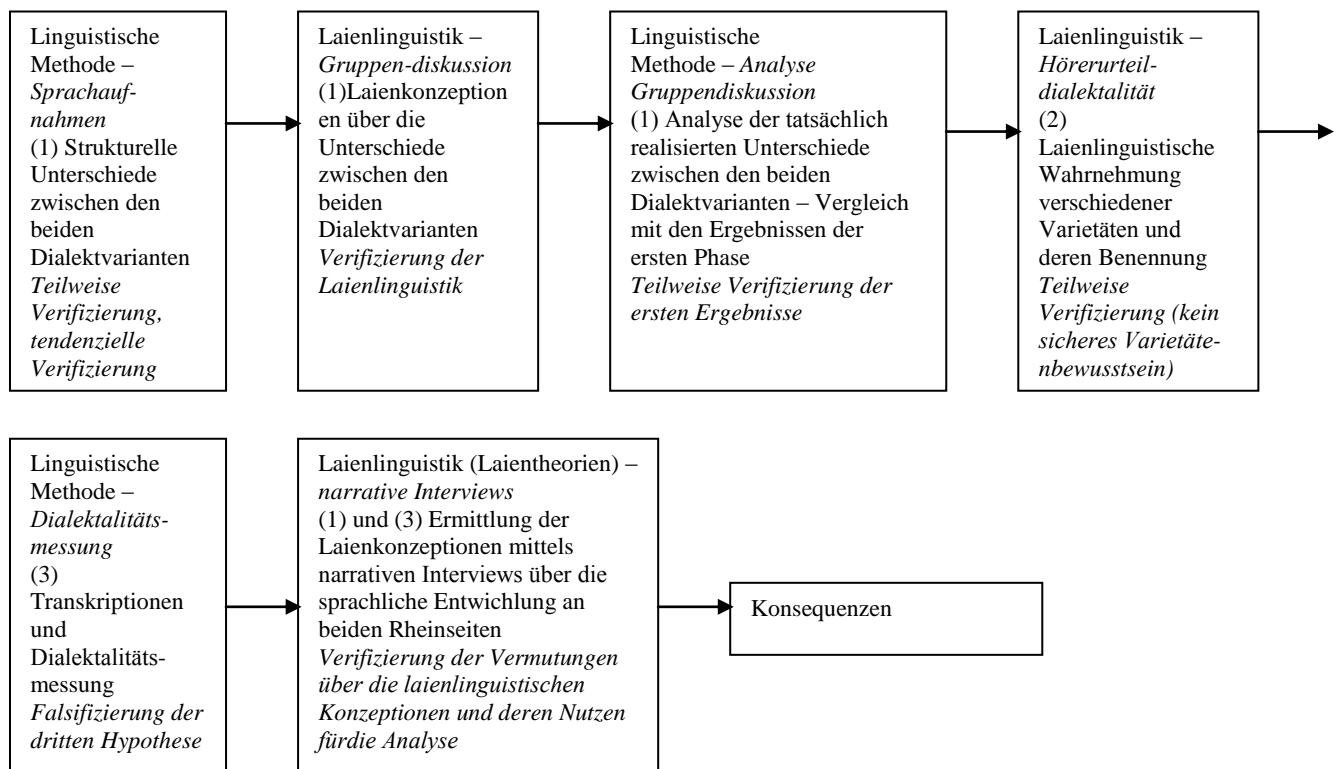 Linguistische
Methode –
Sprachauf-
nahmen
(1) Strukturelle
Unterschiede
zwischen den
beiden
Dialektvarianten
Teilweise
Verifizierung,
tendenzielle
Verifizierung
Laienlinguistik –
Gruppen-diskussion
(1)Laienkonzeption
en über die
Unterschiede
zwischen den
beiden
Dialektvarianten
Verifizierung der
Laienlinguistik
Linguistische
Methode – Analyse
Gruppendiskussion
(1) Analyse der tatsächlich
realisierten Unterschiede
zwischen den beiden
Dialektvarianten – Vergleich
mit den Ergebnissen der
ersten Phase
Teilweise Verifizierung der
ersten Ergebnisse
Laienlinguistik –
Hörerurteil-
dialektalität
(2)
Laienlinguistische
Wahrnehmung
verschiedener
Varietäten und
deren Benennung
Teilweise
Verifizierung (kein
sicheres Varietäte-
nbewusstsein)
Linguistische
Methode –
Dialektalitäts-
messung
(3)
Transkriptionen
und
Dialektalitäts-
messung
Falsifizierung der
dritten Hypothese
Laienlinguistik (Laientheorien) –
narrative Interviews
(1) und (3) Ermittlung der
Laienkonzeptionen mittels
narrativen Interviews über die
sprachliche Entwichlung an
beiden Rheinseiten
Verifizierung der Vermutungen
über die laienlinguistischen
Konzeptionen und deren Nutzen
fürdie Analyse
Konsequenzen